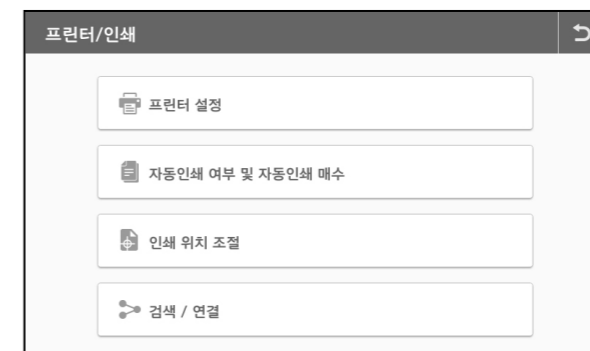 프린터/인쇄
프린터 설정
자동인쇄 여부 및 자동인쇄 매수
인쇄 위치 조절
검색 / 연결